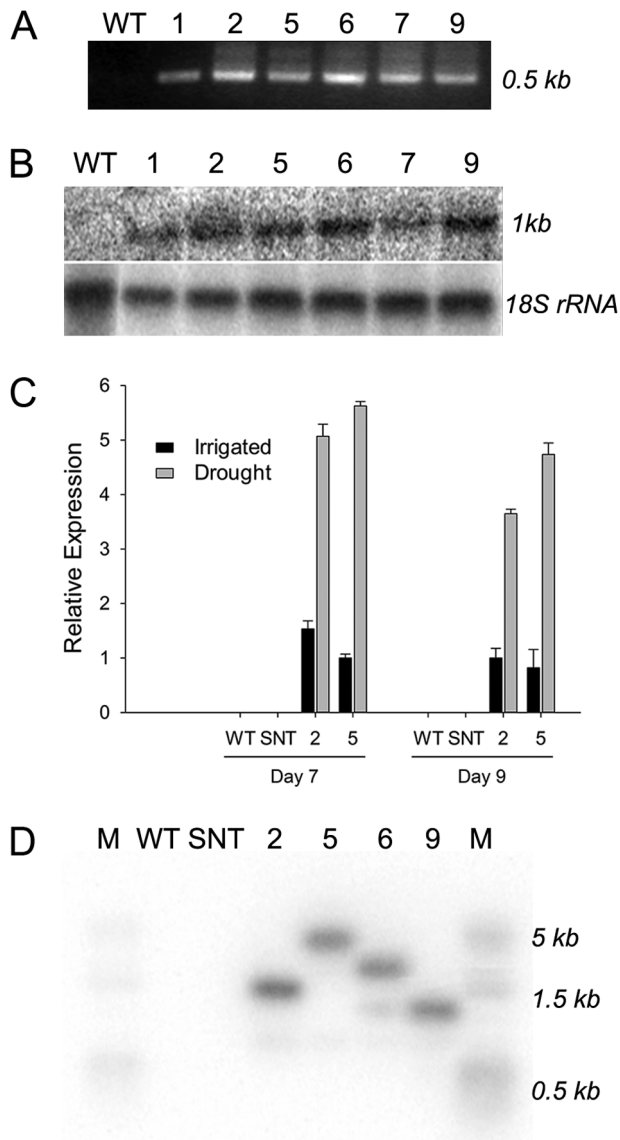 A
WT 1 2 5 6 7 9
0.5 kb
B
WT 1 2 5 6 7 9
1kb
18S rRNA
C
Relative Expression
6
5
4
3
2
1
0
Irrigated
Drought
WT SNT 2 5 WT SNT 2 5
Day 7 Day 9
D
M WT SNT 2 5 6 9 M
5 kb
1.5 kb
0.5 kb